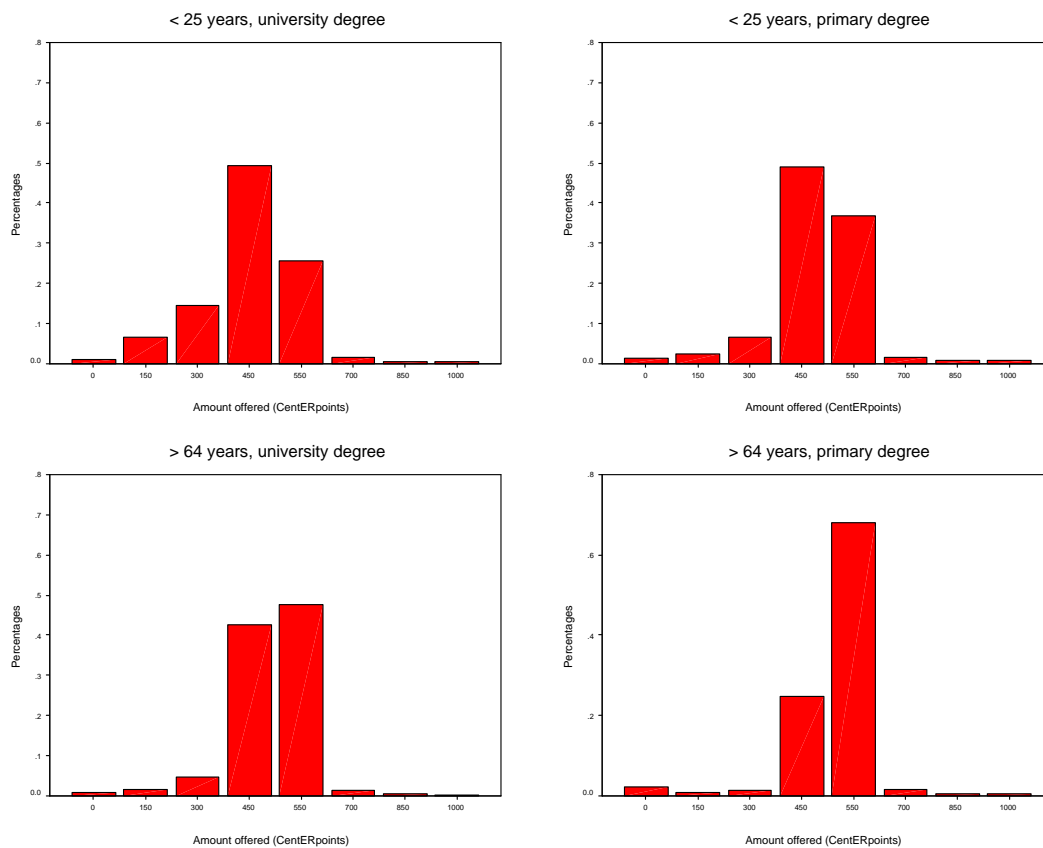 < 25 years, university degree
.8
.7
.6
.5
.4
.3
.2
.1
0.0
Percentages
0 150 300 450 550 700 850 1000
Amount offered (CentERpoints)
< 25 years, primary degree
.8
.7
.6
.5
.4
.3
.2
.1
0.0
Percentages
0 150 300 450 550 700 850 1000
Amount offered (CentERpoints)
> 64 years, university degree
.8
.7
.6
.5
.4
.3
.2
.1
0.0
Percentages
0 150 300 450 550 700 850 1000
Amount offered (CentERpoints)
> 64 years, primary degree
.8
.7
.6
.5
.4
.3
.2
.1
0.0
Percentages
0 150 300 450 550 700 850 1000
Amount offered (CentERpoints)